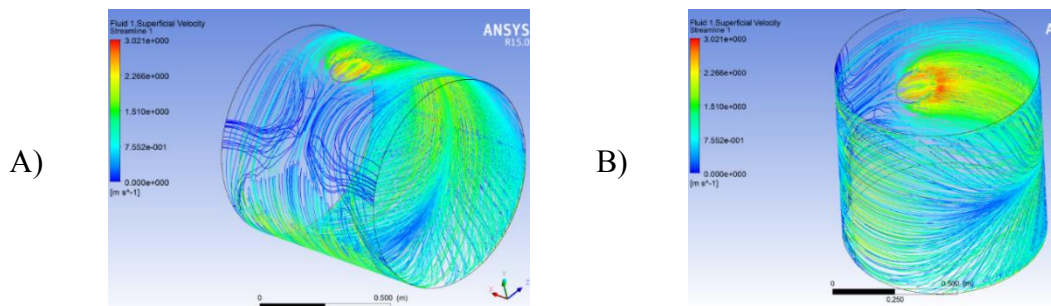 A)
Fluid 1.Superficial Velocity
Streamline 1
3.021e+000
2.266e+000
1.510e+000
7.552e-001
0.000e+000
[m s^-1]
ANSYS
R15.0
0
0.500 (m)
X
Y
Z
B)
Fluid 1.Superficial Velocity
Streamline 1
3.021e+000
2.266e+000
1.510e+000
7.552e-001
0.000e+000
[m s^-1]
A
0
0.500 (m)
0.250